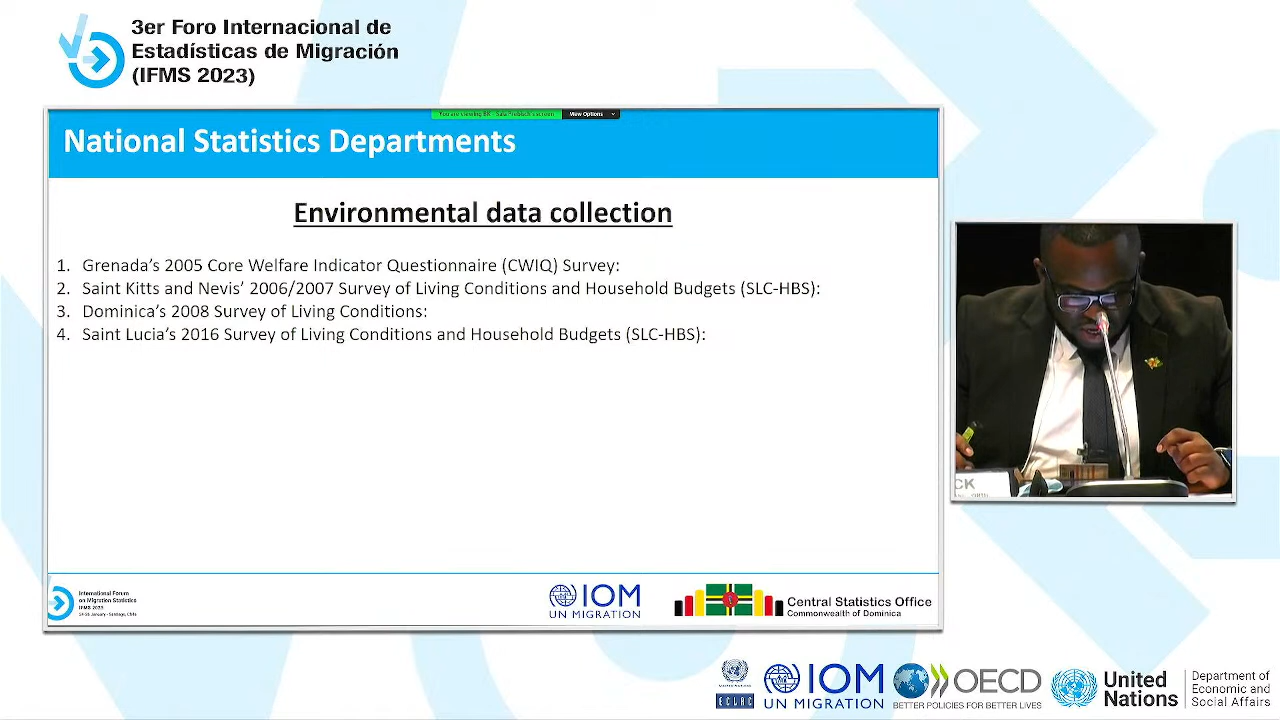 3er Foro Internacional de
Estadísticas de Migración
(IFMS 2023)
View Options
National Statistics Departments
Environmental data collection
1. Grenada's 2005 Core Welfare Indicator Questionnaire (CWIQ) Survey:
2. Saint Kitts and Nevis' 2006/2007 Survey of Living Conditions and Household Budgets (SLC-HBS):
3. Dominica's 2008 Survey of Living Conditions:
4. Saint Lucia's 2016 Survey of Living Conditions and Household Budgets (SLC-HBS):
CK
International Forum
on Migration Statistics
IFMS 2023
IOM
UN MIGRATION
Central Statistics Office
Commonwealth of Dominica
ECLAC
IOM
UN MIGRATION
OECD
BETTER POLICIES FOR BETTER LIVES
United
Nations
Department of
Economic and
Social Affairs